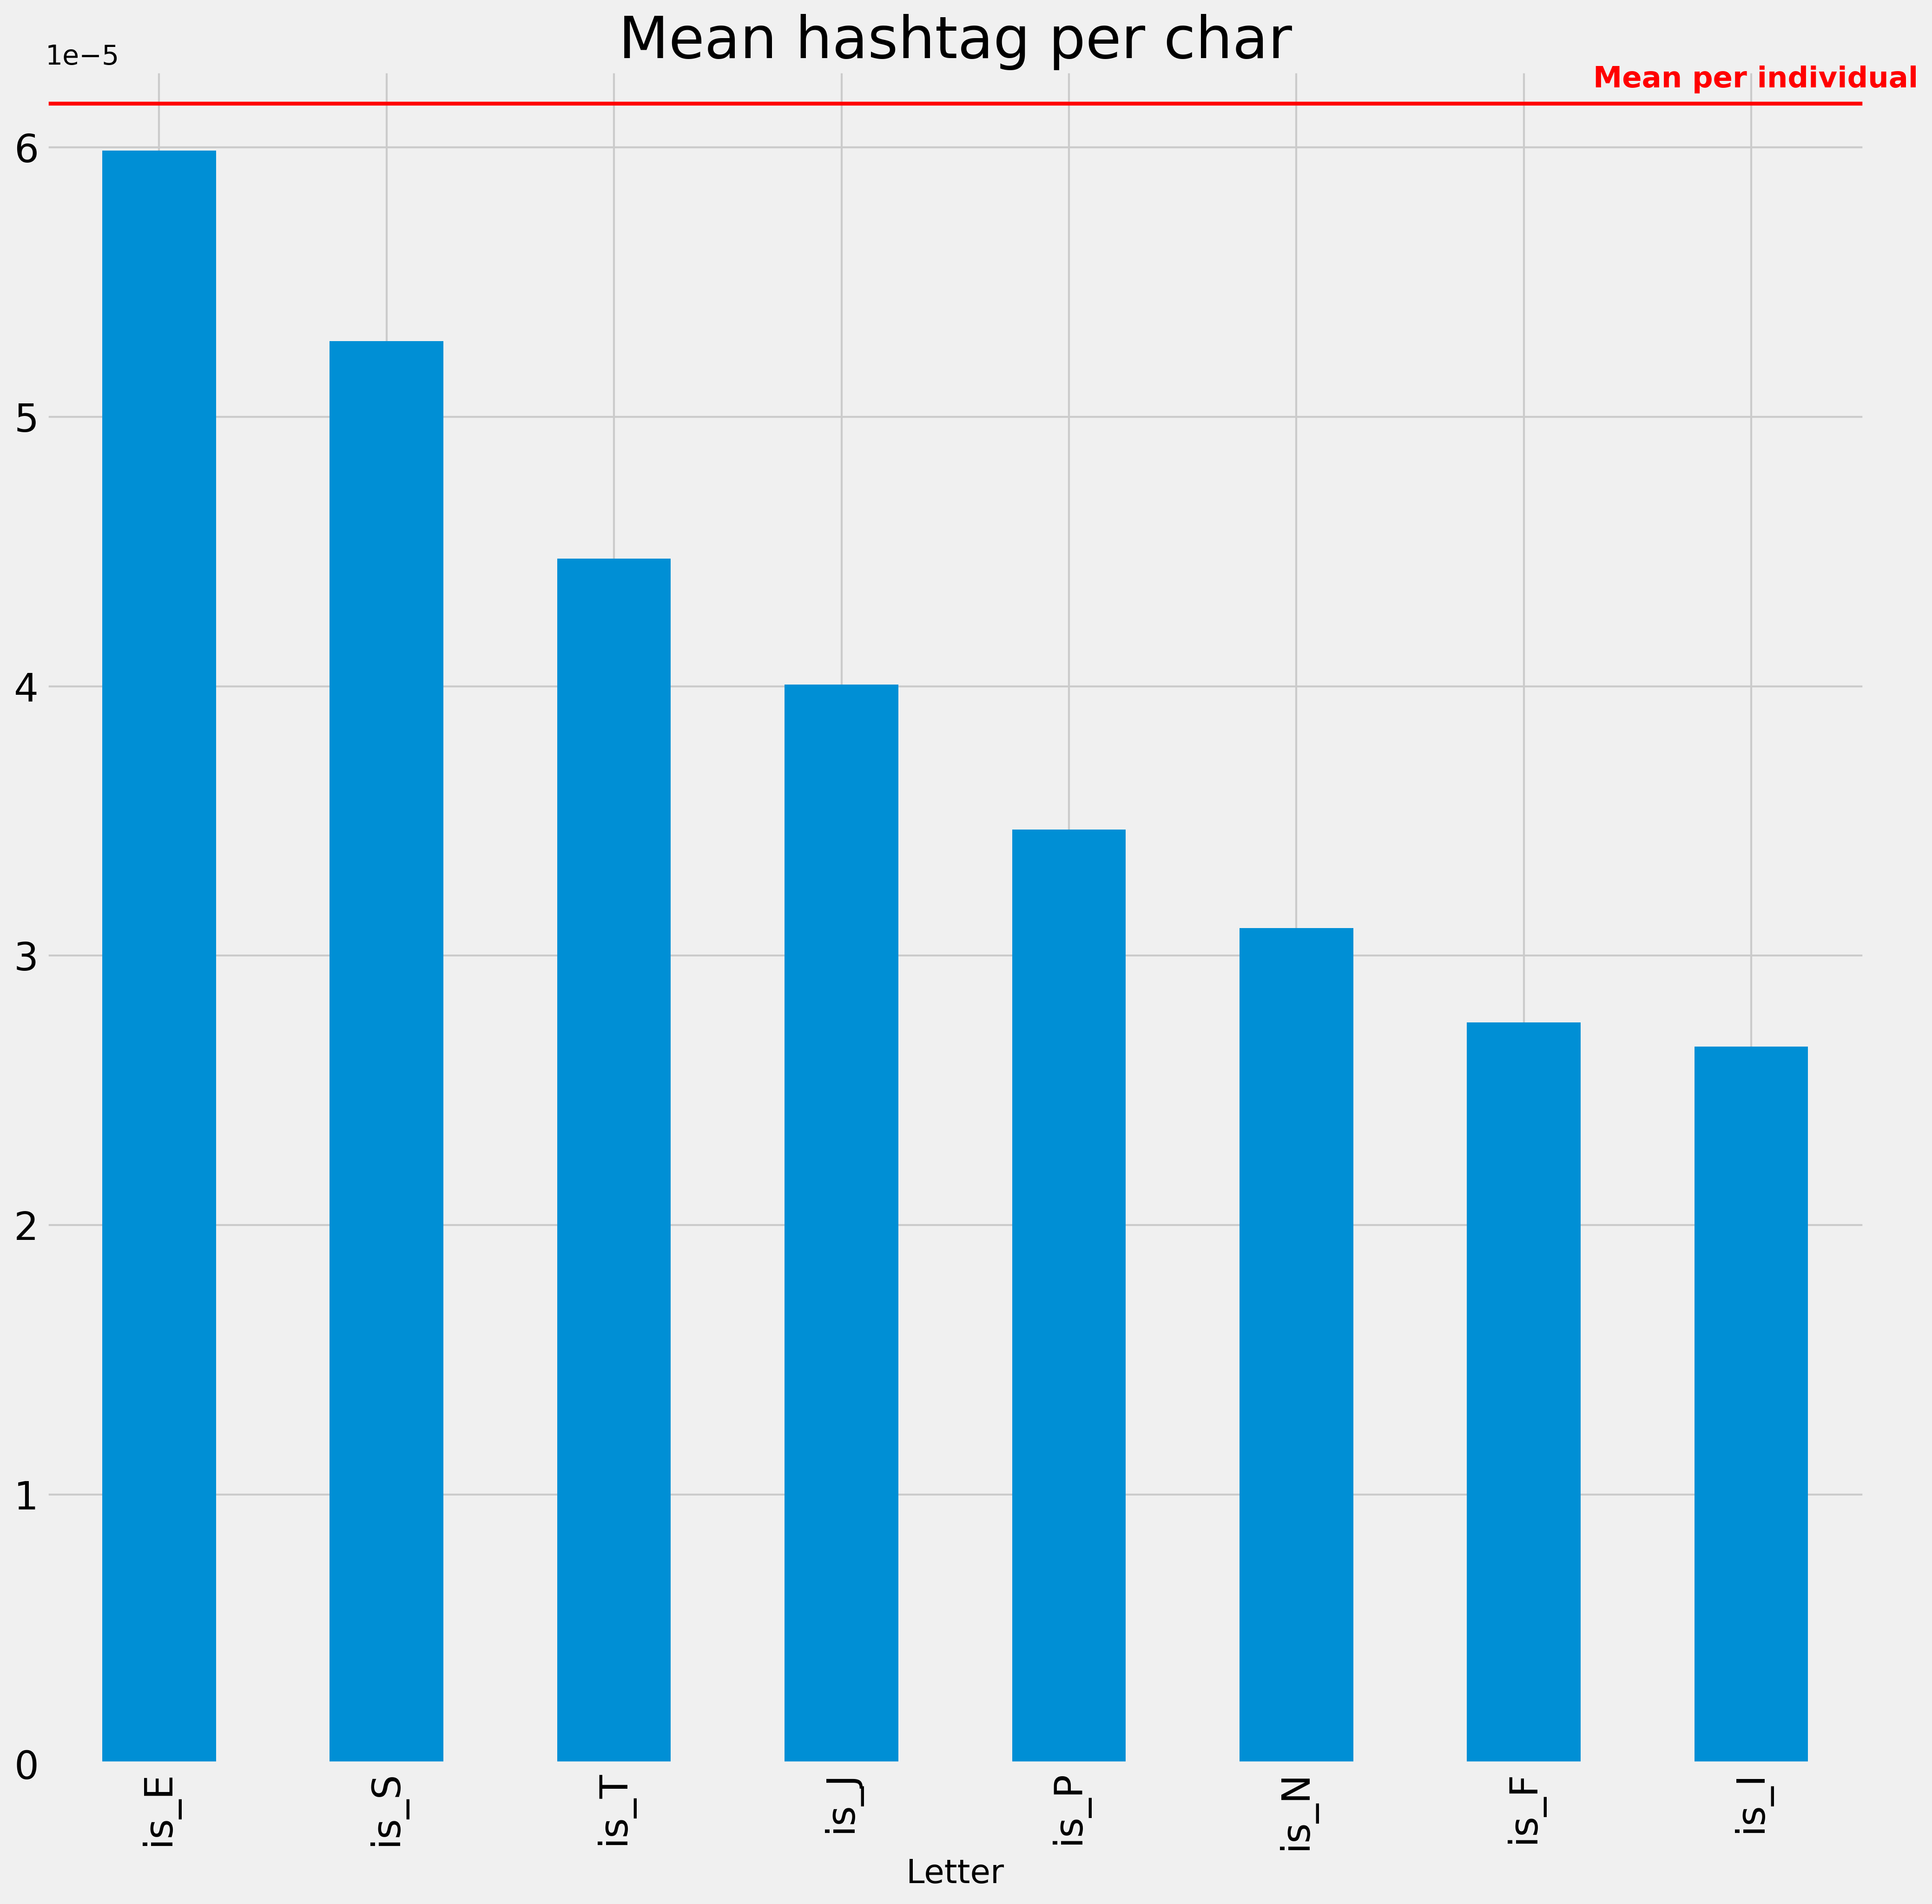 Mean hashtag per char
1e−5
Mean per individual
6
5
4
3
2
1
0
is_E
is_S
is_T
is_J
is_P
is_N
is_F
is_I
Letter